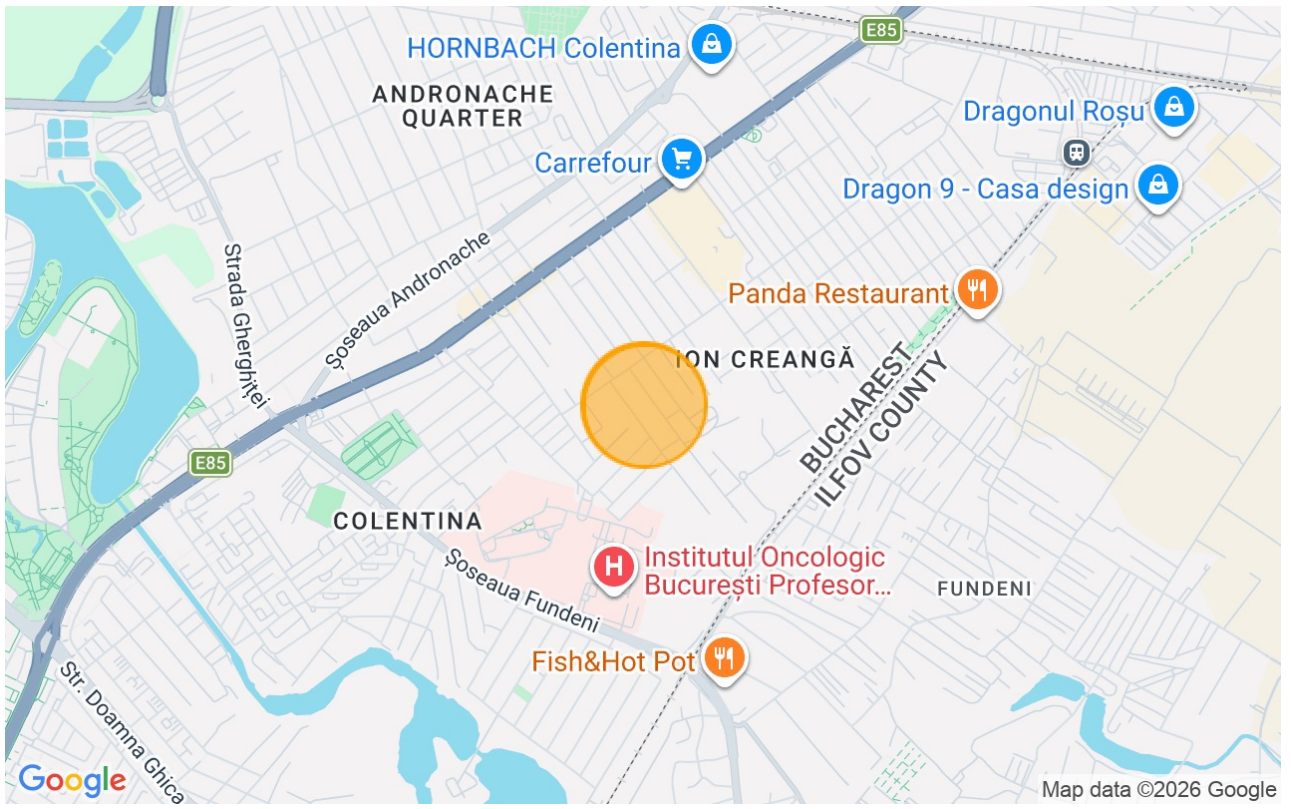 E85
HORNBACH Colentina
ANDRONACHE
QUARTER
Dragonul Roșu
Carrefour
Dragon 9 - Casa design
Strada Gherghiței
Șoseaua Andronache
Panda Restaurant
ION CREANGĂ
BUCHAREST
ILFOV COUNTY
E85
COLENTINA
Șoseaua Fundeni
Institutul Oncologic
București Profesor...
FUNDENI
Fish&Hot Pot
Str. Doamna Ghica
Google
Map data ©2026 Google